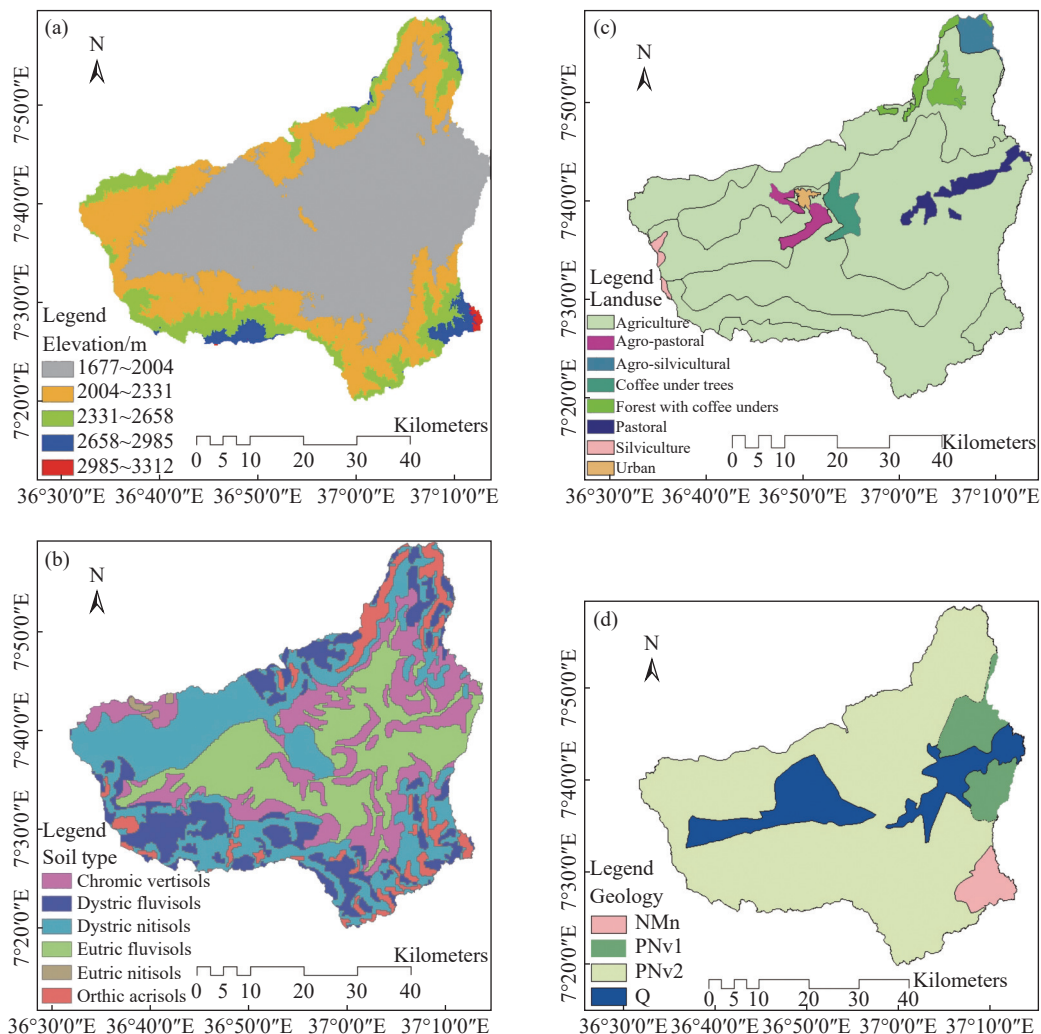 (a)
N
7°50′0″E
7°40′0″E
7°30′0″E
7°20′0″E
Legend
Elevation/m
1677~2004
2004~2331
2331~2658
2658~2985
2985~3312
Kilometers
0 5 10 20 30 40
36°30′0″E 36°40′0″E 36°50′0″E 37°0′0″E 37°10′0″E
(c)
N
7°50′0″E
7°40′0″E
7°30′0″E
7°20′0″E
Legend
Landuse
Agriculture
Agro-pastoral
Agro-silvicultural
Coffee under trees
Forest with coffee unders
Pastoral
Silviculture
Urban
Kilometers
0 5 10 20 30 40
36°30′0″E 36°40′0″E 36°50′0″E 37°0′0″E 37°10′0″E
(b)
N
7°50′0″E
7°40′0″E
7°30′0″E
7°20′0″E
Legend
Soil type
Chromic vertisols
Dystric fluvisols
Dystric nitisols
Eutric fluvisols
Eutric nitisols
Orthic acrisols
Kilometers
0 5 10 20 30 40
36°30′0″E 36°40′0″E 36°50′0″E 37°0′0″E 37°10′0″E
(d)
N
7°50′0″E
7°40′0″E
7°30′0″E
7°20′0″E
Legend
Geology
NMn
PNv1
PNv2
Q
Kilometers
0 5 10 20 30 40
36°30′0″E 36°40′0″E 36°50′0″E 37°0′0″E 37°10′0″E